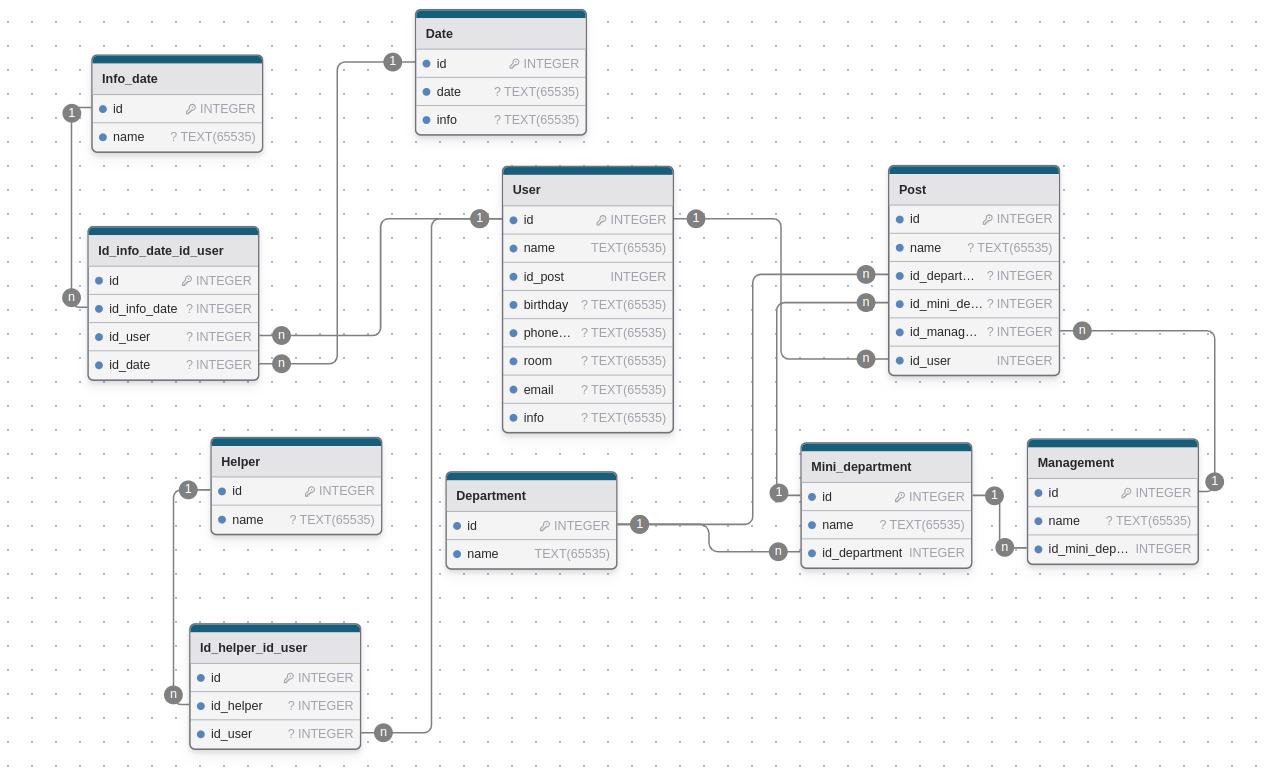 Date
id INTEGER
date ? TEXT(65535)
info ? TEXT(65535)
1
Info_date
id INTEGER
name ? TEXT(65535)
1
User
id INTEGER
name TEXT(65535)
id_post INTEGER
birthday ? TEXT(65535)
phone... ? TEXT(65535)
room ? TEXT(65535)
email ? TEXT(65535)
info ? TEXT(65535)
1
1
Post
id INTEGER
name ? TEXT(65535)
id_depart... ? INTEGER
id_mini_de... ? INTEGER
id_manag... ? INTEGER
id_user INTEGER
n
n
n
n
Id_info_date_id_user
id INTEGER
id_info_date ? INTEGER
id_user ? INTEGER
id_date ? INTEGER
n
n
n
Helper
id INTEGER
name ? TEXT(65535)
1
Department
id INTEGER
name TEXT(65535)
1
Mini_department
id INTEGER
name ? TEXT(65535)
id_department INTEGER
1
1
n
Management
id INTEGER
name ? TEXT(65535)
id_mini_dep... INTEGER
1
n
Id_helper_id_user
id INTEGER
id_helper ? INTEGER
id_user ? INTEGER
n
n